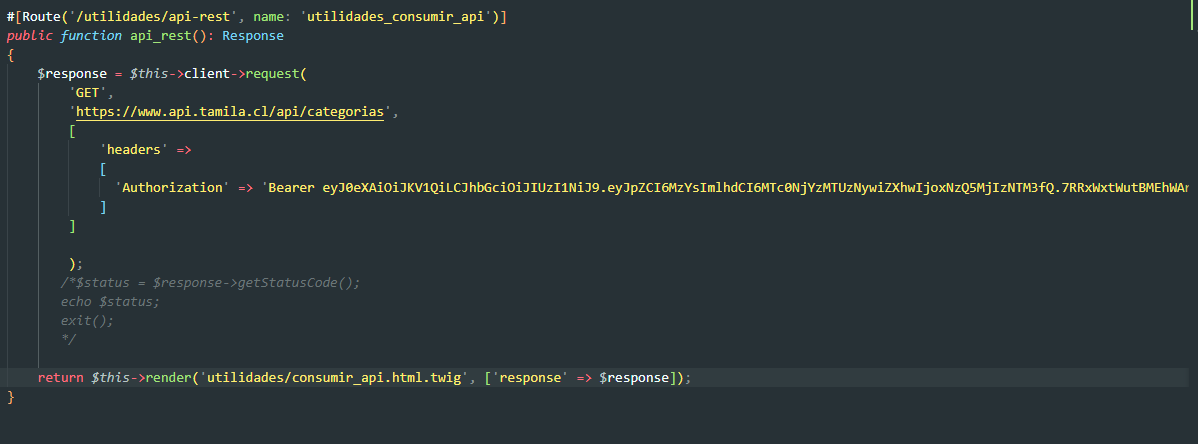 #[Route('/utilidades/api-rest', name: 'utilidades_consumir_api')]
public function api_rest(): Response
{
$response = $this->client->request(
'GET',
'https://www.api.tamila.cl/api/categorias',
[
'headers' =>
[
'Authorization' => 'Bearer eyJ0eXAiOiJKV1QiLCJhbGciOiJIUzI1NiJ9.eyJpZCI6MzYsImlhdCI6MTc0NjYzMTUzNywiZXhwIjoxNzQ5MjIzNTM3fQ.7RRxWxtWutBMEhWAr
]
]
);
/*$status = $response->getStatusCode();
echo $status;
exit();
*/
return $this->render('utilidades/consumir_api.html.twig', ['response' => $response]);
}